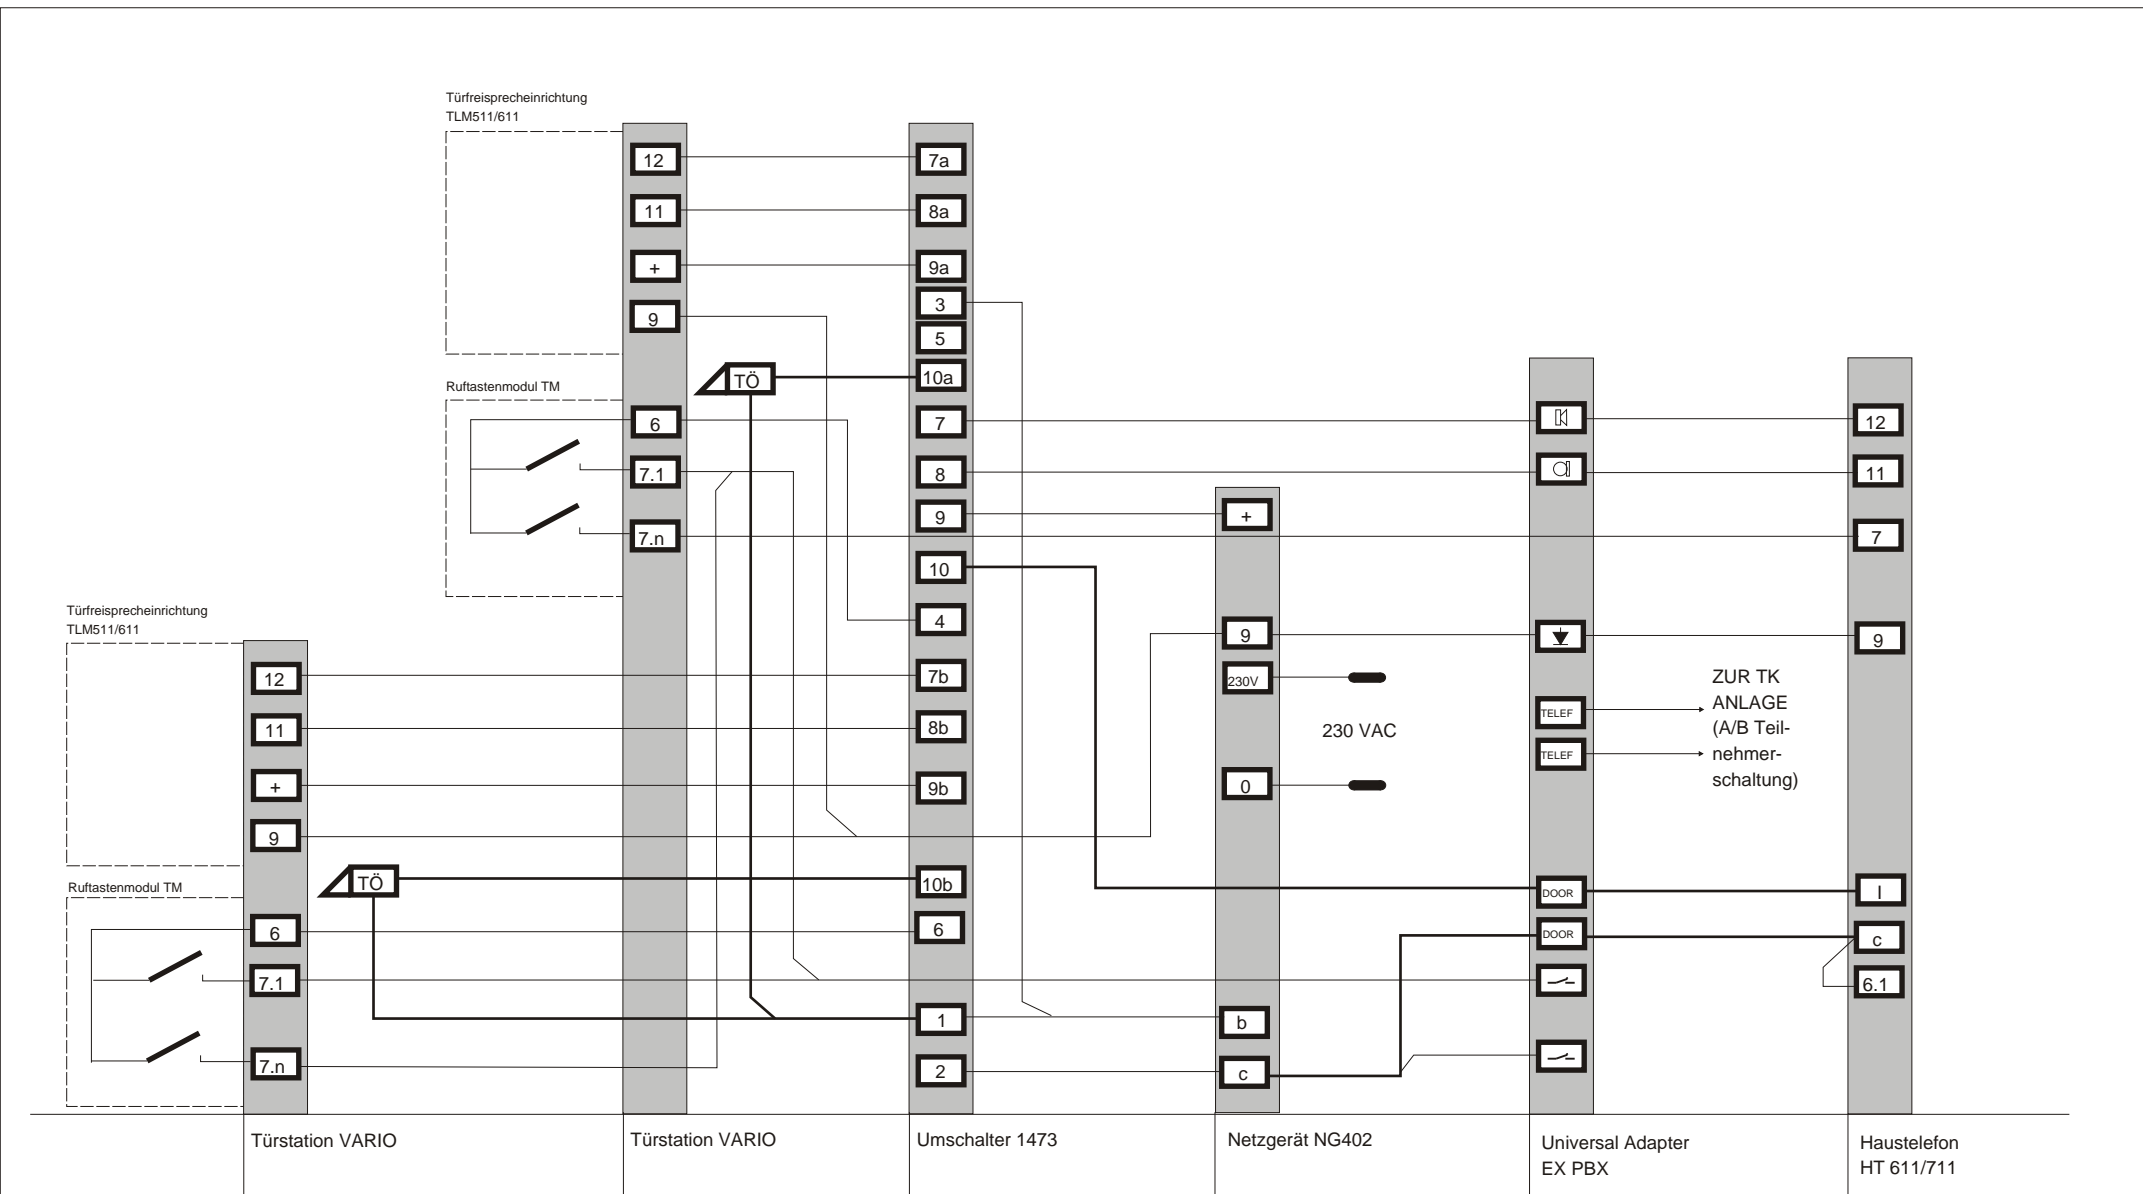 Türfreisprecheinrichtung
TLM511/611
12
11
+
9
TÖ
Ruftastenmodul TM
6
7.1
7.n
Türfreisprecheinrichtung
TLM511/611
12
11
+
9
TÖ
Ruftastenmodul TM
6
7.1
7.n
7a
8a
9a
3
5
10a
7
8
9
10
4
7b
8b
9b
10b
6
1
2
+
9
230V
0
b
c
230 VAC
TELEF
TELEF
DOOR
DOOR
ZUR TK
ANLAGE
(A/B Teil-
nehmer-
schaltung)
12
11
7
9
I
c
6.1
Türstation VARIO
Türstation VARIO
Umschalter 1473
Netzgerät NG402
Universal Adapter
EX PBX
Haustelefon
HT 611/711